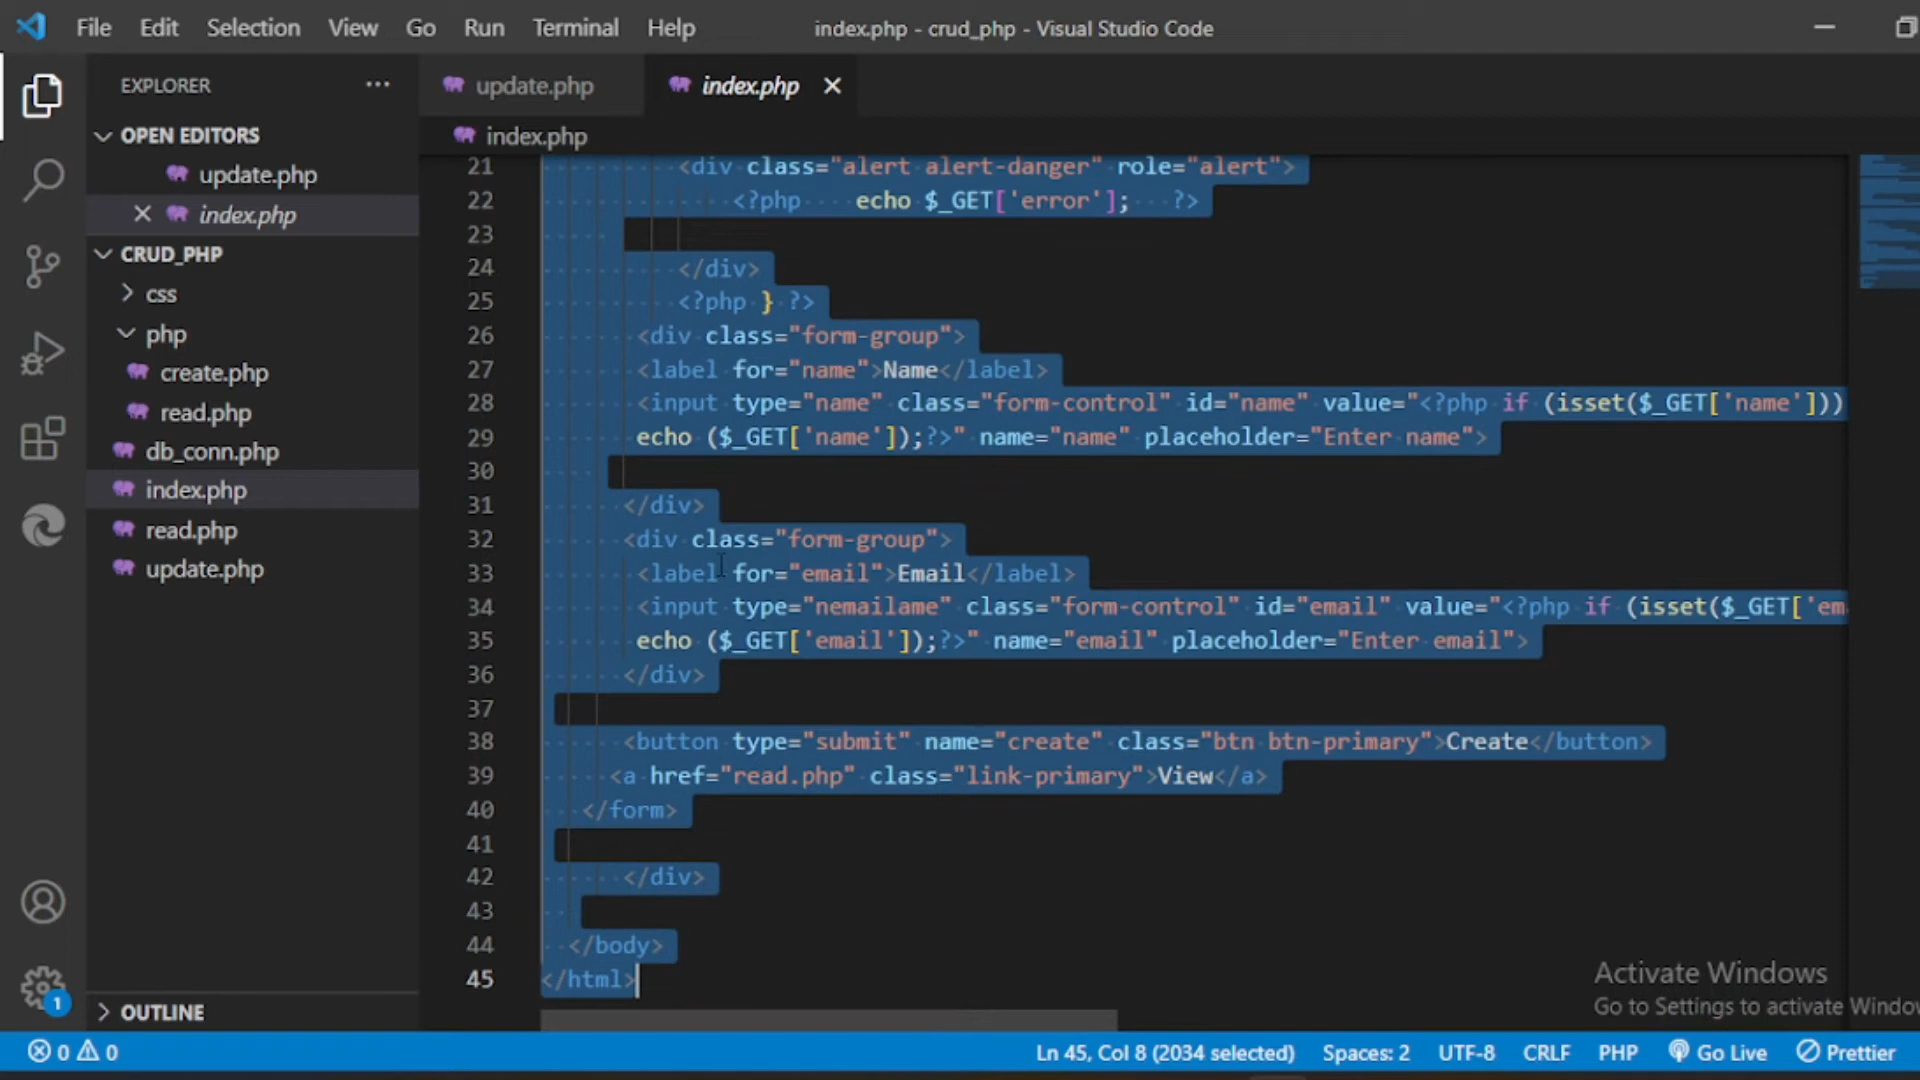 File Edit Selection View Go Run Terminal Help index.php - crud_php - Visual Studio Code
EXPLORER ···
OPEN EDITORS
update.php
index.php
CRUD_PHP
css
php
create.php
read.php
db_conn.php
index.php
read.php
update.php
OUTLINE
1
update.php index.php
index.php
21 <div class="alert alert-danger" role="alert">
22 <?php echo $_GET['error']; ?>
23
24 </div>
25 <?php } ?>
26 <div class="form-group">
27 <label for="name">Name</label>
28 <input type="name" class="form-control" id="name" value="<?php if (isset($_GET['name']))
29 echo ($_GET['name']);?>" name="name" placeholder="Enter name">
30
31 </div>
32 <div class="form-group">
33 <label for="email">Email</label>
34 <input type="nemailame" class="form-control" id="email" value="<?php if (isset($_GET['em
35 echo ($_GET['email']);?>" name="email" placeholder="Enter email">
36 </div>
37
38 <button type="submit" name="create" class="btn btn-primary">Create</button>
39 <a href="read.php" class="link-primary">View</a>
40 </form>
41
42 </div>
43
44 </body>
45 </html>
Activate Windows
Go to Settings to activate Windo
0 0 Ln 45, Col 8 (2034 selected) Spaces: 2 UTF-8 CRLF PHP Go Live Prettier